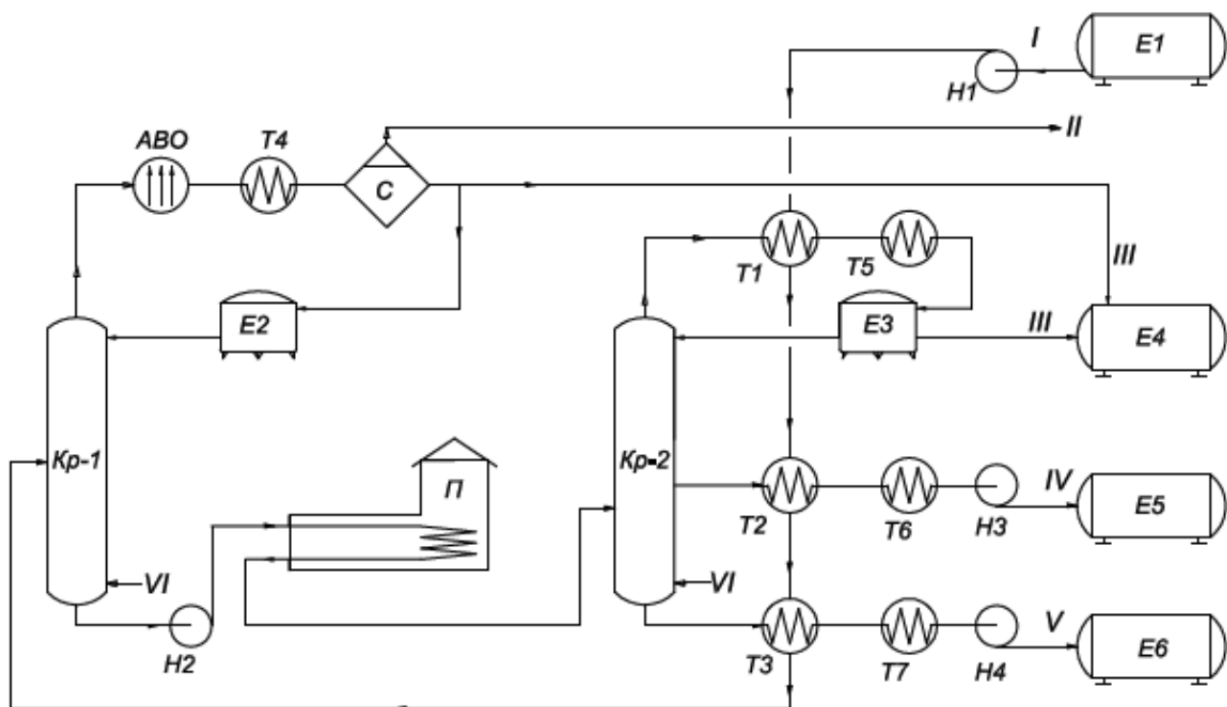 I
E1
H1
ABO
T4
II
C
T1
T5
III
E2
E3
III
E4
Кр-1
П
Кр-2
IV
T2
T6
H3
E5
VI
VI
V
H2
T3
T7
H4
E6